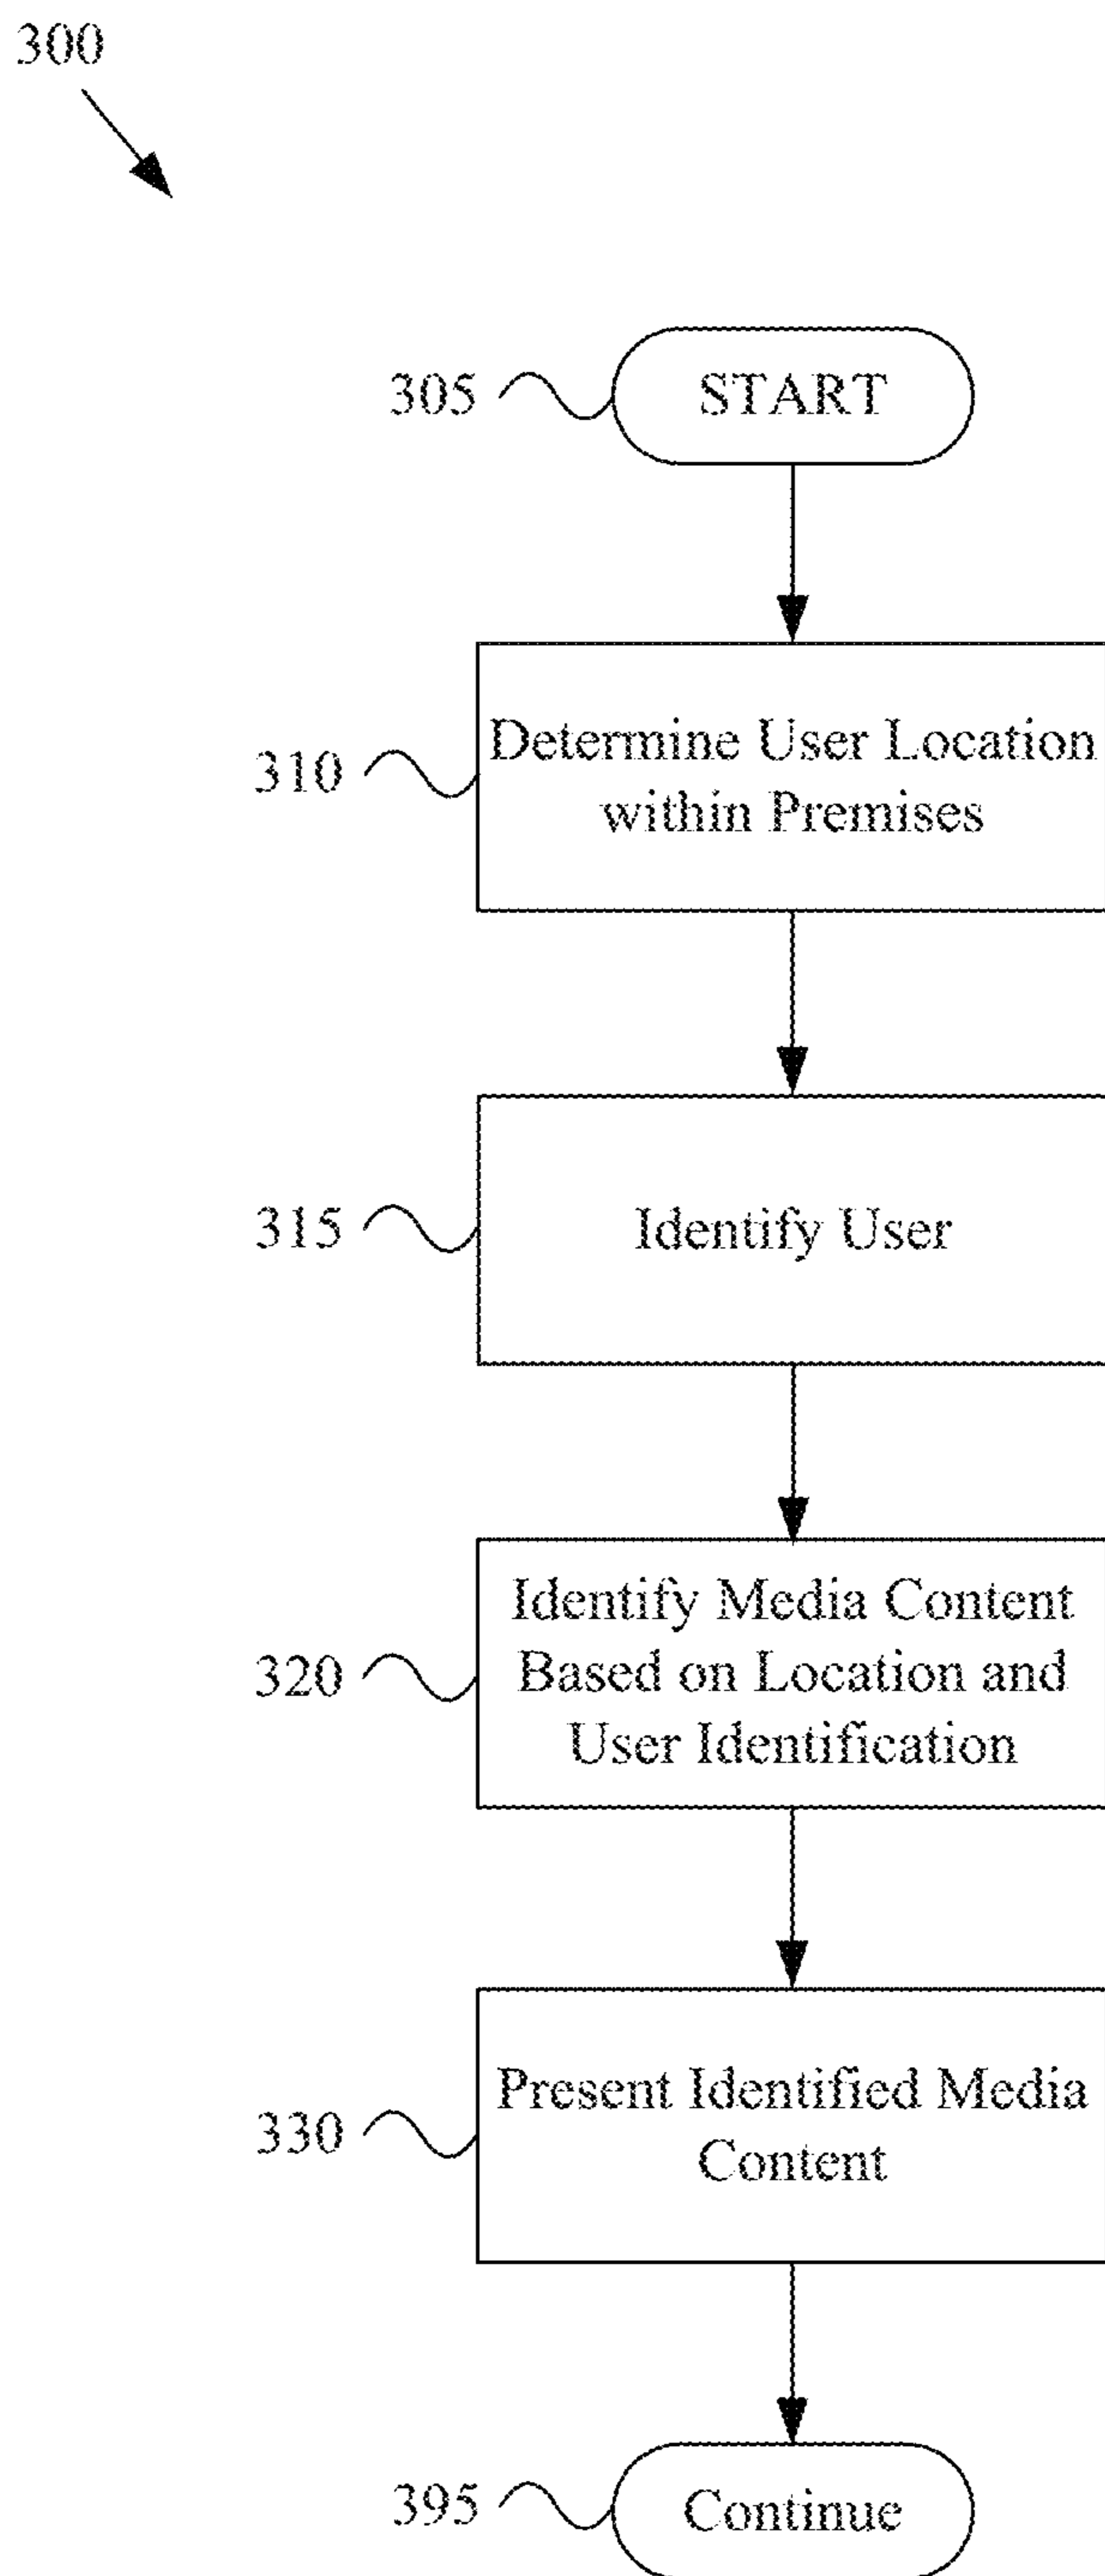 300
305
START
310
Determine User Location
within Premises
315
Identify User
320
Identify Media Content
Based on Location and
User Identification
330
Present Identified Media
Content
395
Continue